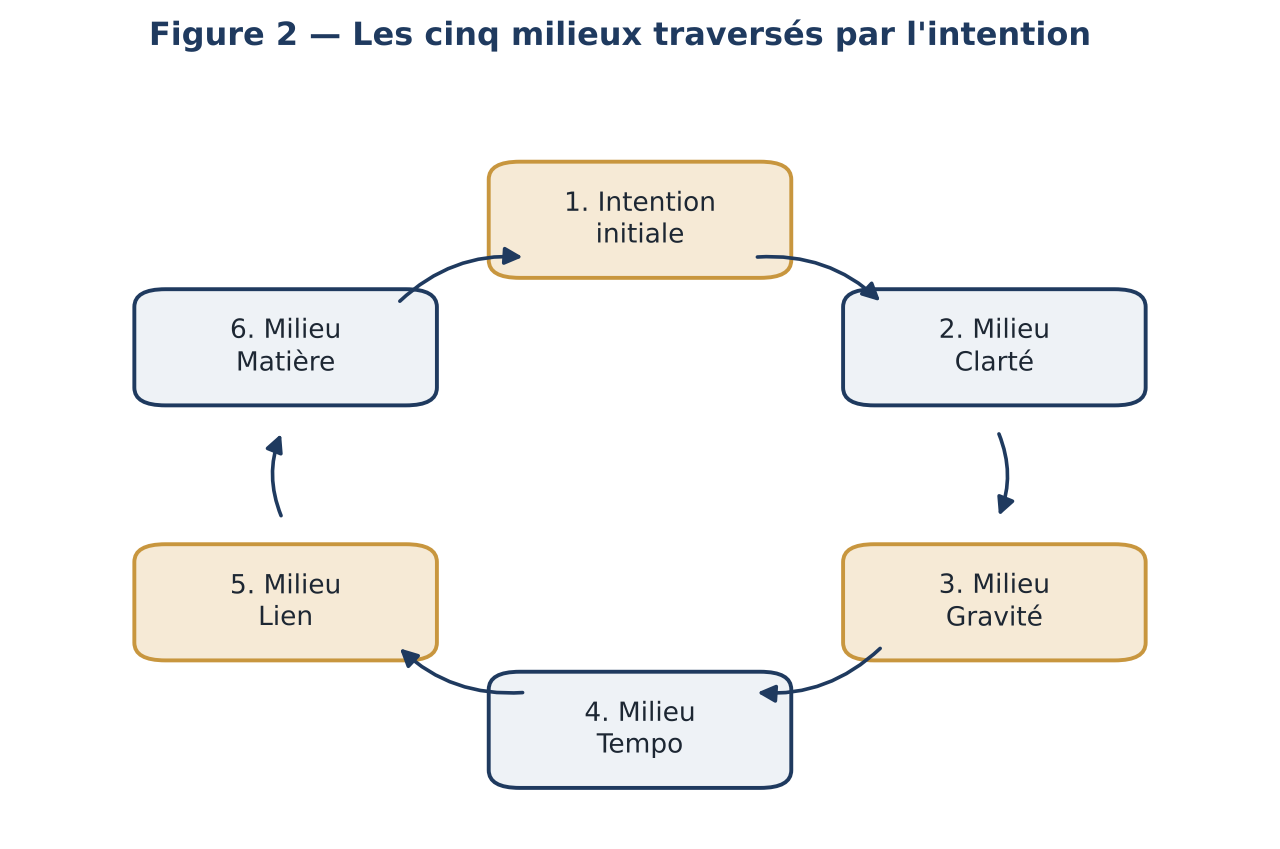 Figure 2 — Les cinq milieux traversés par l'intention
1. Intention
initiale
2. Milieu
Clarté
3. Milieu
Gravité
4. Milieu
Tempo
5. Milieu
Lien
6. Milieu
Matière